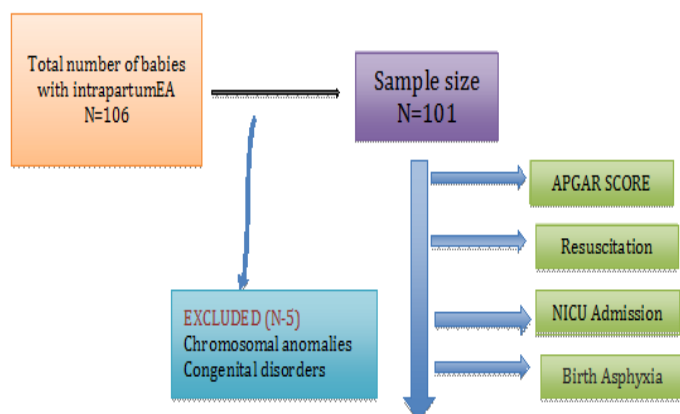 Total number of babies
with intrapartumEA
N=106
Sample size
N=101
APGAR SCORE
Resuscitation
NICU Admission
Birth Asphyxia
EXCLUDED (N-5)
Chromosomal anomalies
Congenital disorders